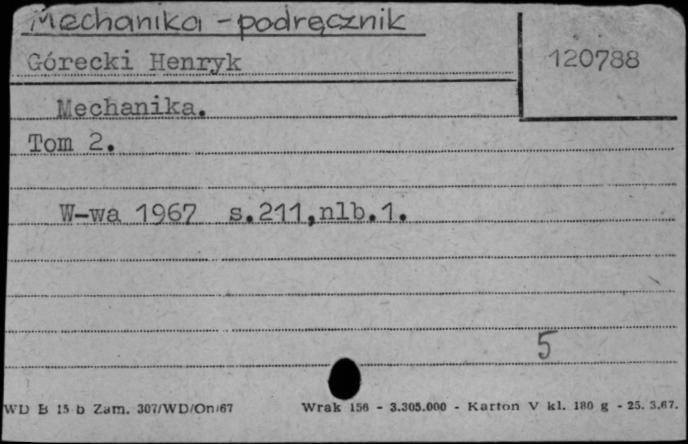 Mechanika - podręcznik
Górecki Henryk
120788
Mechanika.
Tom 2.
W-wa 1967 s.211,nlb.1.
5
WD B 15 b Zam. 307/WD/On/67 Wrak 156 - 3.305.000 - Karton V kl. 180 g - 25. 3.67.